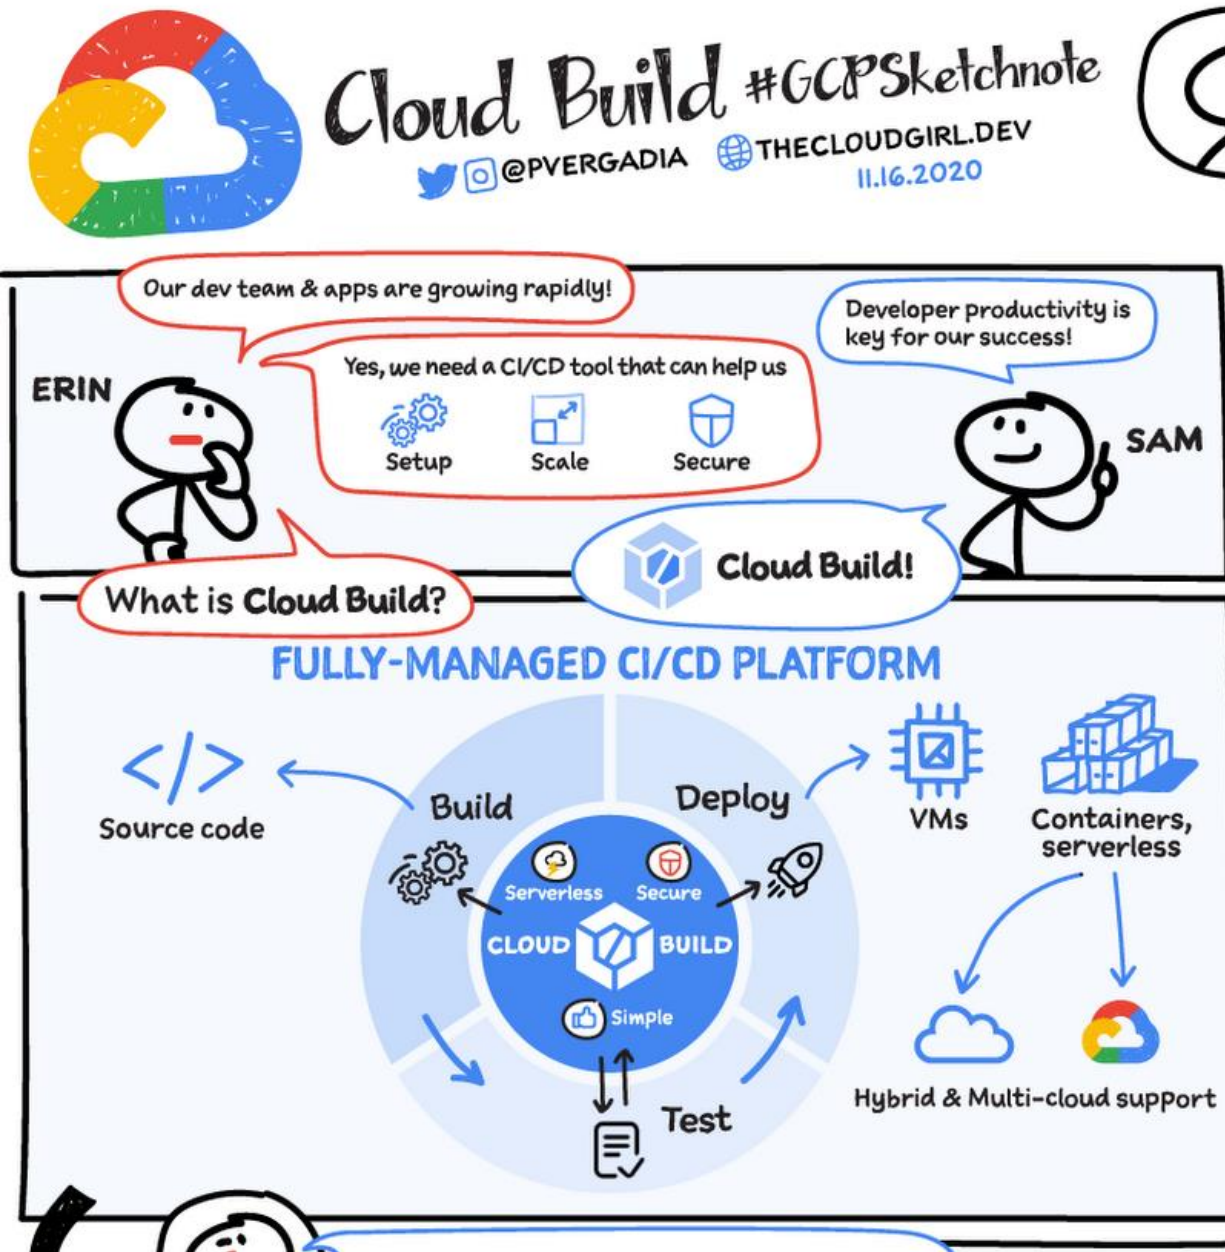 Cloud Build #GCPSketchnote
@PVERGADIA THECLOUDGIRL.DEV
11.16.2020
Our dev team & apps are growing rapidly!
Developer productivity is
key for our success!
Yes, we need a CI/CD tool that can help us
ERIN
SAM
Setup Scale Secure
Cloud Build!
What is Cloud Build?
FULLY-MANAGED CI/CD PLATFORM
Source code
Build
Deploy
VMs
Containers,
serverless
Serverless Secure
CLOUD BUILD
Simple
Test
Hybrid & Multi-cloud support